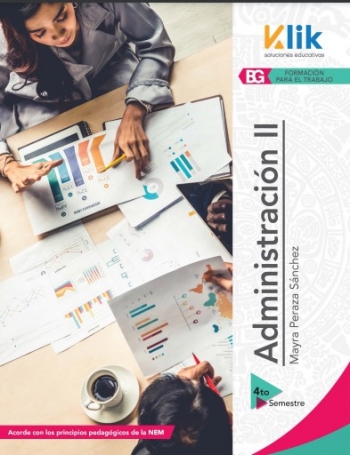 Klik
soluciones educativas
BG
FORMACIÓN
PARA EL TRABAJO
Administración II
Mayra Peraza Sánchez
4to
Semestre
Acorde con los principios pedagógicos de la NEM